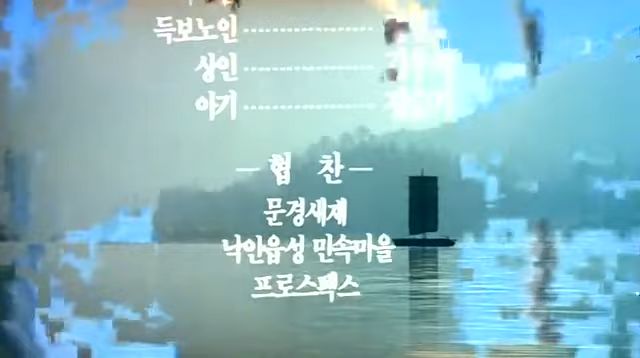 득보노인
상인
아기
협 찬
문경새재
낙안읍성 민속마을
프로스펙스